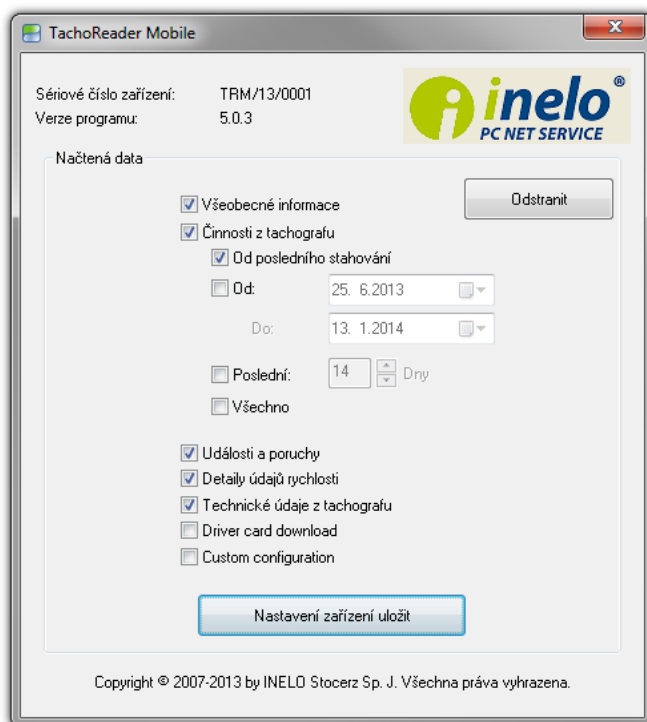 TachoReader Mobile
Sériové číslo zařízení: TRM/13/0001
Verze programu: 5.0.3
inelo®
PC NET SERVICE
Načtená data
Odstranit
Všeobecné informace
Činnosti z tachografu
Od posledního stahování
Od: 25. 6.2013
Do: 13. 1.2014
Poslední: 14 Dny
Všechno
Události a poruchy
Detaily údajů rychlosti
Technické údaje z tachografu
Driver card download
Custom configuration
Nastavení zařízení uložit
Copyright © 2007-2013 by INELO Stocerz Sp. J. Všechna práva vyhrazena.